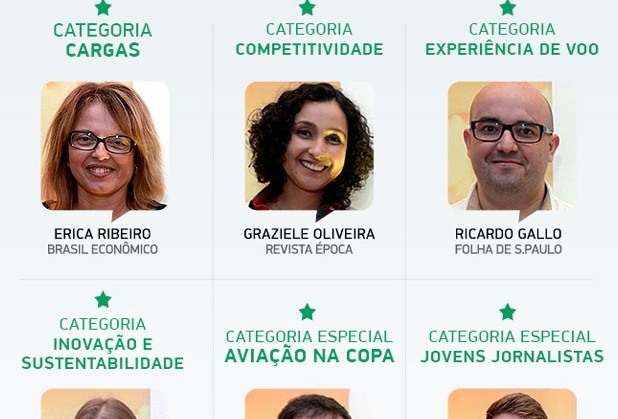 CATEGORIA
CARGAS
CATEGORIA
COMPETITIVIDADE
CATEGORIA
EXPERIÊNCIA DE VOO
ERICA RIBEIRO
BRASIL ECONÔMICO
GRAZIELE OLIVEIRA
REVISTA ÉPOCA
RICARDO GALLO
FOLHA DE S.PAULO
CATEGORIA
INOVAÇÃO E
SUSTENTABILIDADE
CATEGORIA ESPECIAL
AVIAÇÃO NA COPA
CATEGORIA ESPECIAL
JOVENS JORNALISTAS